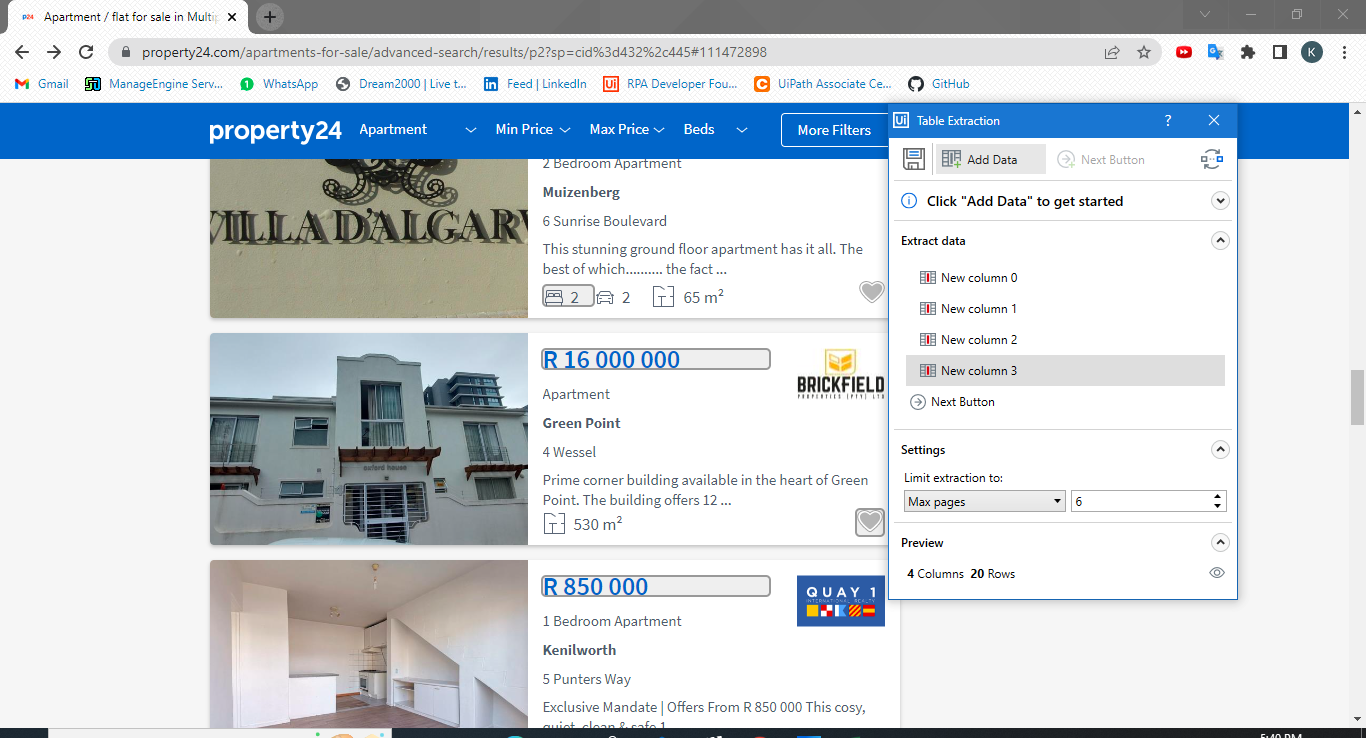 Apartment / flat for sale in Multip
property24.com/apartments-for-sale/advanced-search/results/p2?sp=cid%3d432%2c445#111472898
K
Gmail
ManageEngine Serv...
WhatsApp
Dream2000 | Live t...
Feed | LinkedIn
RPA Developer Fou...
UiPath Associate Ce...
GitHub
property24
Apartment
Min Price
Max Price
Beds
More Filters
VILLA D'ALGARV
2 Bedroom Apartment
Muizenberg
6 Sunrise Boulevard
This stunning ground floor apartment has it all. The
best of which.......... the fact ...
2
2
65 m²
oxford house
R 16 000 000
BRICKFIELD
PROPERTIES (PTY) LTD
Apartment
Green Point
4 Wessel
Prime corner building available in the heart of Green
Point. The building offers 12 ...
530 m²
R 850 000
QUAY 1
INTERNATIONAL REALTY
1 Bedroom Apartment
Kenilworth
5 Punters Way
Exclusive Mandate | Offers From R 850 000 This cosy,
quiet, clean & safe 1
Ui
Table Extraction
?
Add Data
Next Button
Click "Add Data" to get started
Extract data
New column 0
New column 1
New column 2
New column 3
Next Button
Settings
Limit extraction to:
Max pages
6
Preview
4 Columns 20 Rows
5:40 PM